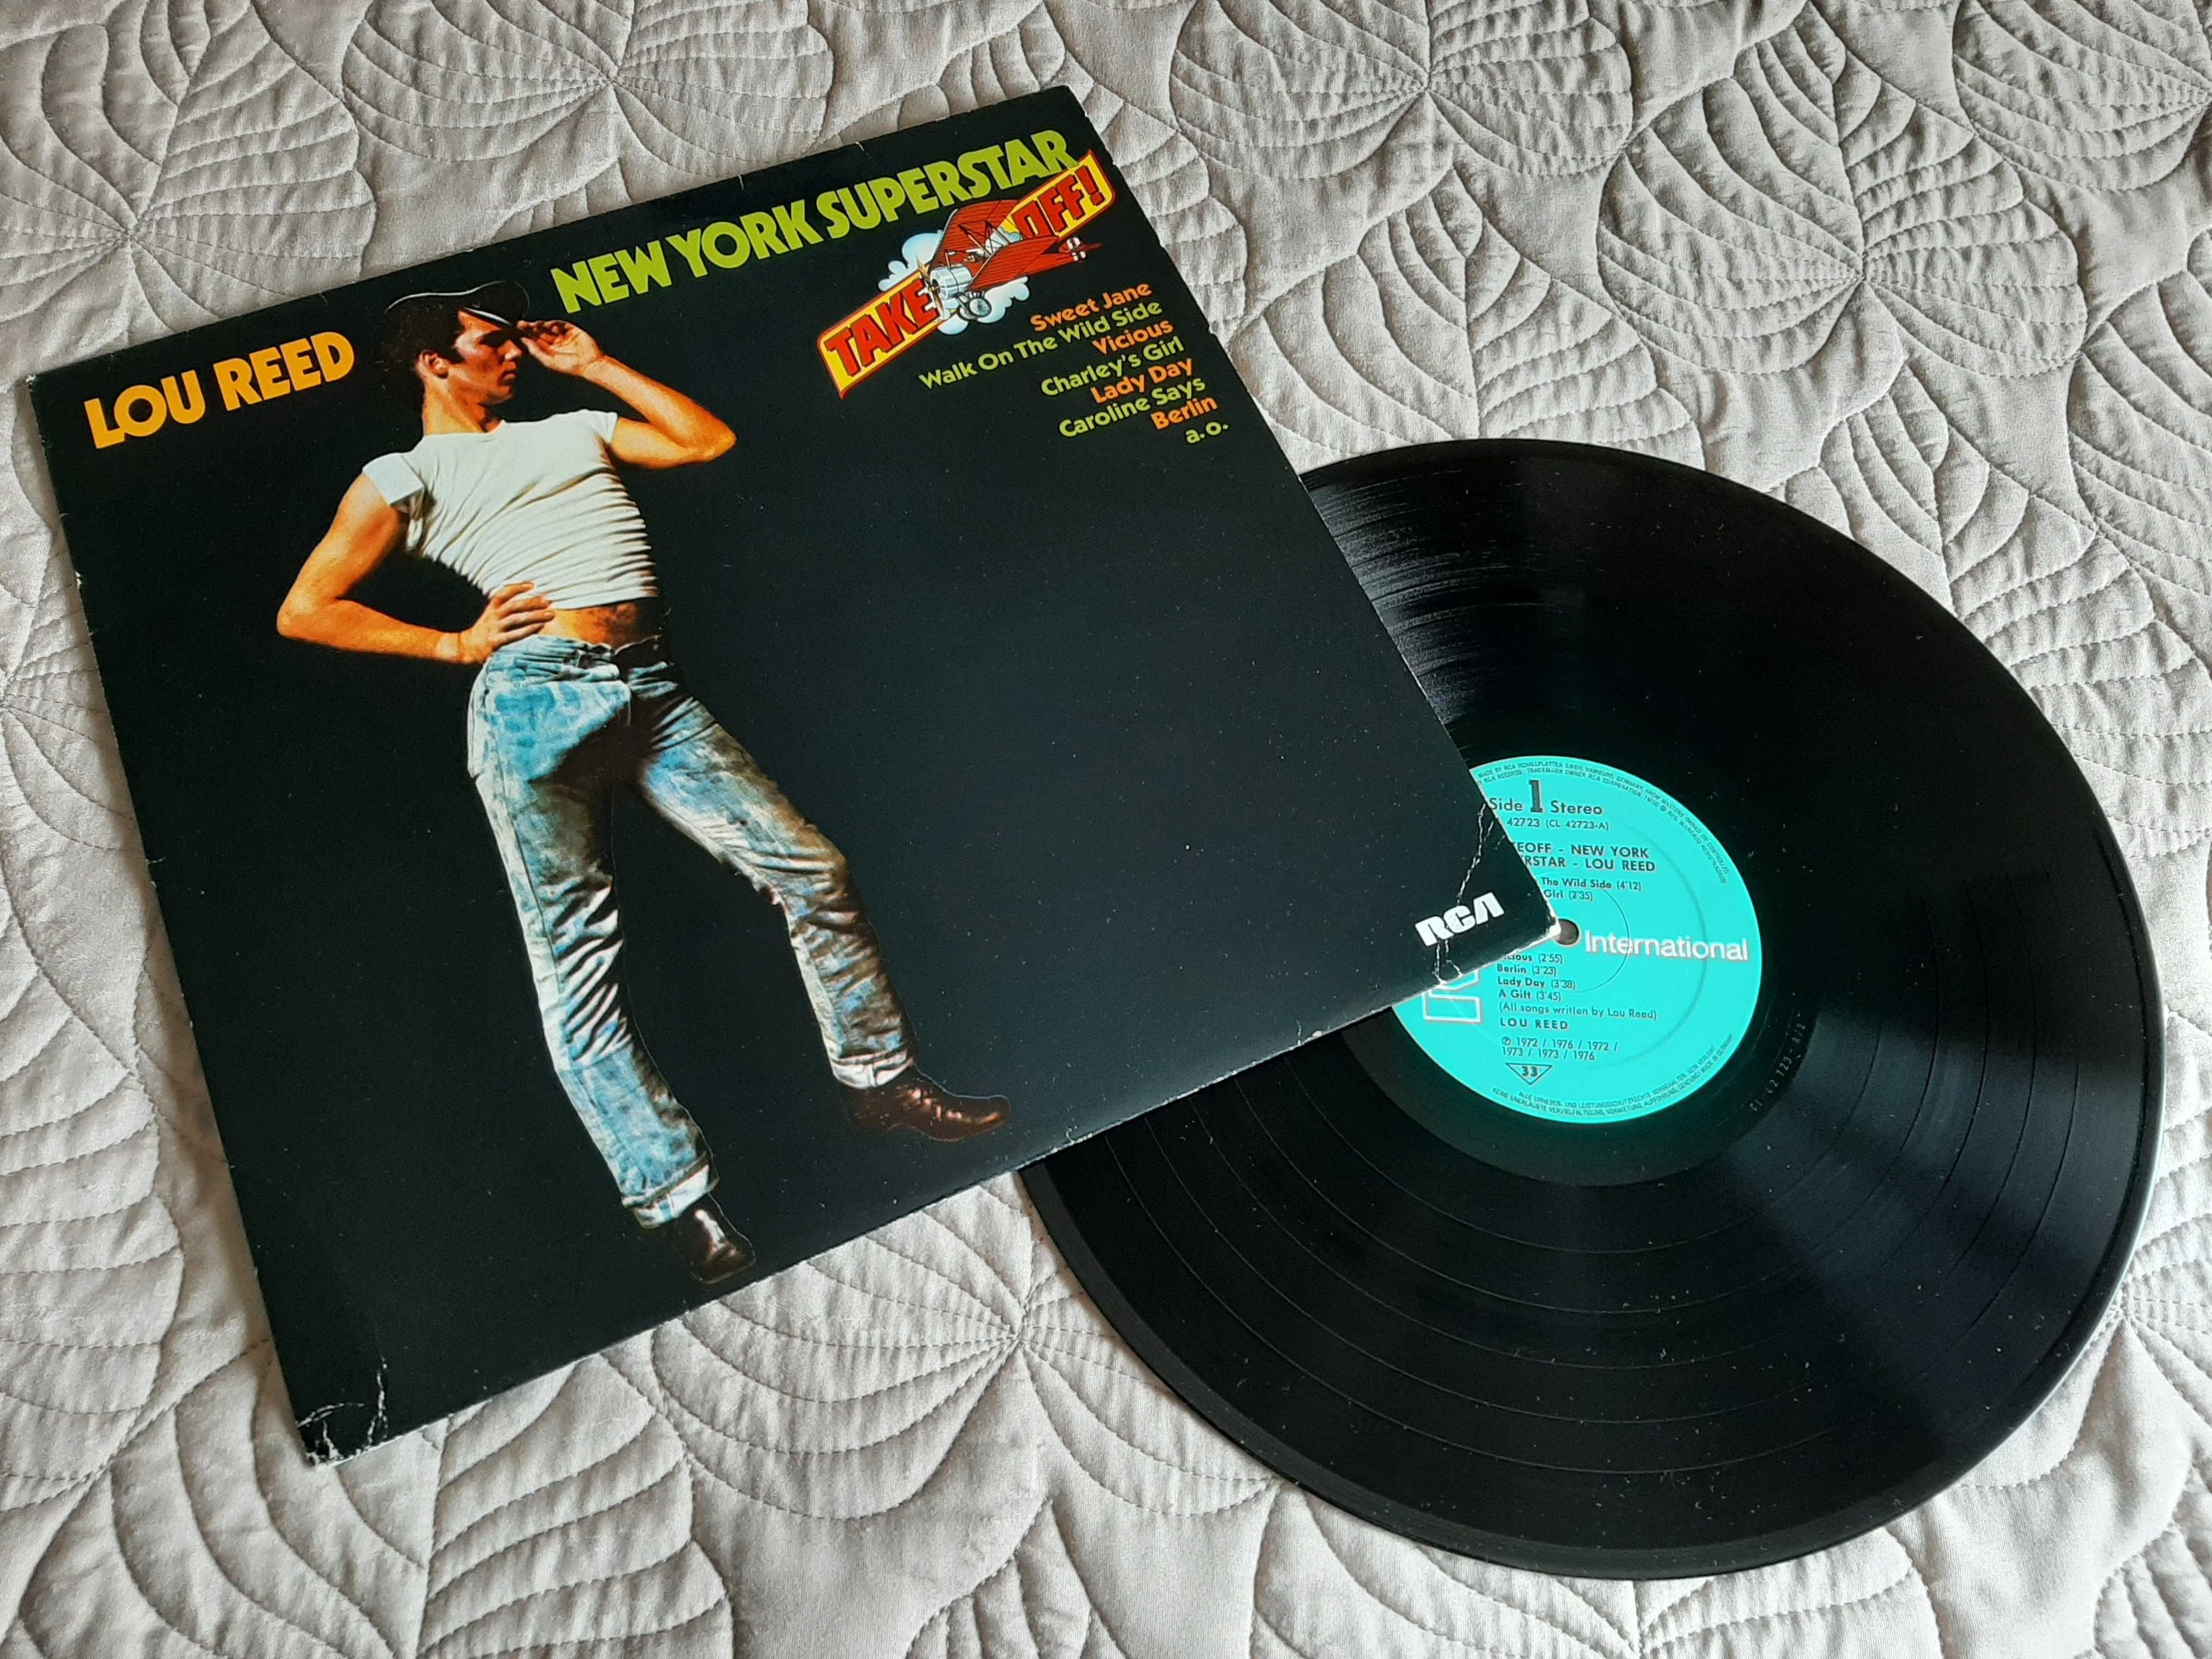 LOU REED
NEW YORK SUPERSTAR
TAKE OFF!
Sweet Jane
Walk On The Wild Side
Vicious
Charley's Girl
Lady Day
Caroline Says
Berlin
a.o.
RCA
Side 1 Stereo
42723 (CL 42723-A)
EOFF - NEW YORK
RSTAR - LOU REED
The Wild Side (4'12)
Girl (2'35)
International
cious (2'55)
Berlin (3'23)
Lady Day (3'38)
A Gift (3'45)
(All songs written by Lou Reed)
LOU REED
℗ 1972 / 1976 / 1972 /
1973 / 1973 / 1976
33